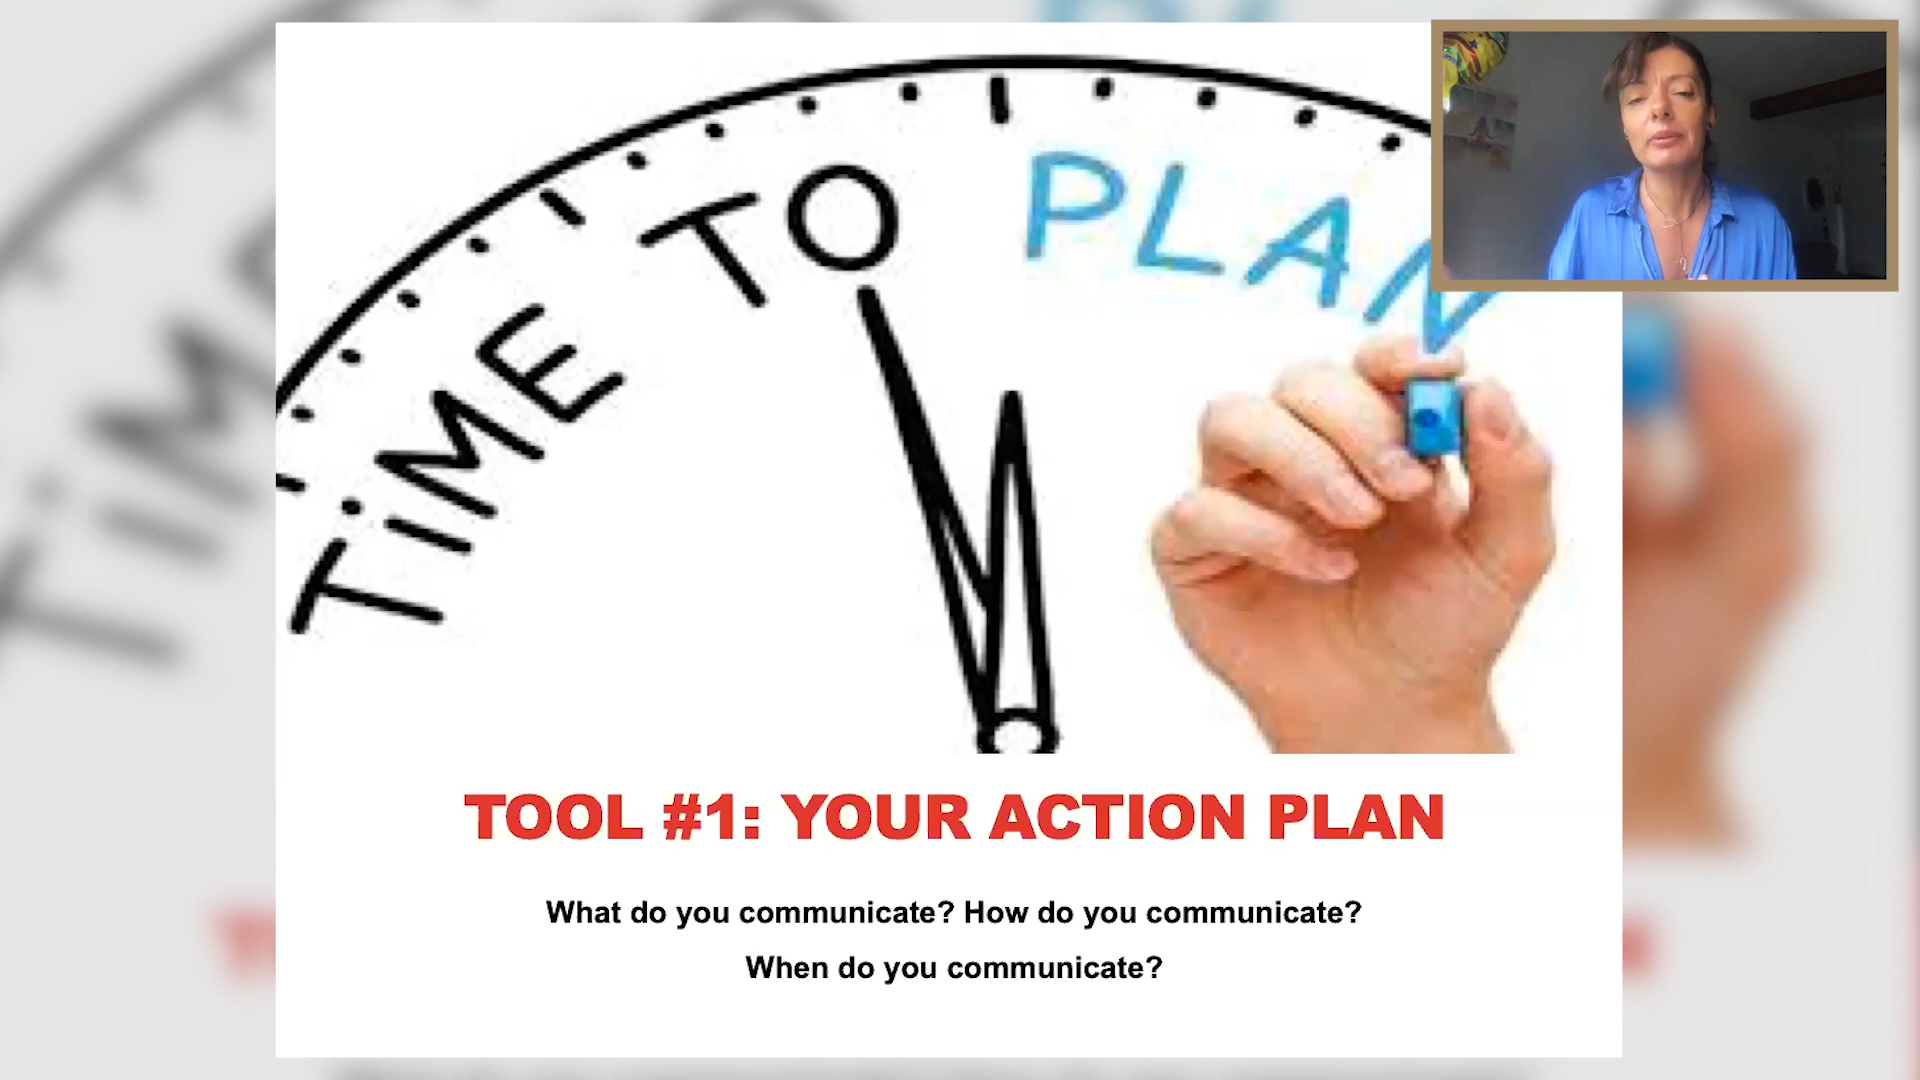 TiME TO PLAN
TOOL #1: YOUR ACTION PLAN
What do you communicate? How do you communicate?
When do you communicate?